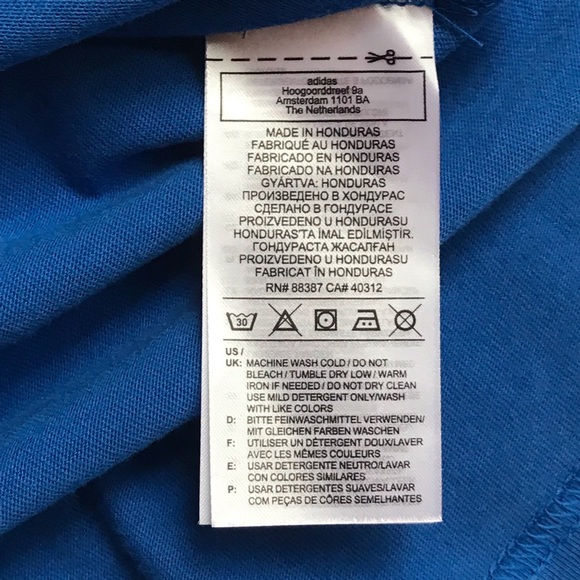 adidas
Hoogoorddreef 9a
Amsterdam 1101 BA
The Netherlands
MADE IN HONDURAS
FABRIQUÉ AU HONDURAS
FABRICADO EN HONDURAS
FABRICADO NA HONDURAS
GYÁRTVA: HONDURAS
ПРОИЗВЕДЕНО В ХОНДУРАС
СДЕЛАНО В ГОНДУРАСЕ
PROIZVEDENO U HONDURASU
HONDURAS'TA İMAL EDİLMİŞTİR.
ГОНДУРАСТА ЖАСАЛҒАН
PROIZVEDENO U HONDURASU
FABRICAT ÎN HONDURAS
RN# 88387 CA# 40312
30
US /
UK: MACHINE WASH COLD / DO NOT
BLEACH / TUMBLE DRY LOW / WARM
IRON IF NEEDED / DO NOT DRY CLEAN
USE MILD DETERGENT ONLY/WASH
WITH LIKE COLORS
D: BITTE FEINWASCHMITTEL VERWENDEN/
MIT GLEICHEN FARBEN WASCHEN
F: UTILISER UN DÉTERGENT DOUX/LAVER
AVEC LES MÊMES COULEURS
E: USAR DETERGENTE NEUTRO/LAVAR
CON COLORES SIMILARES
P: USAR DETERGENTES SUAVES/LAVAR
COM PEÇAS DE CÔRES SEMELHANTES